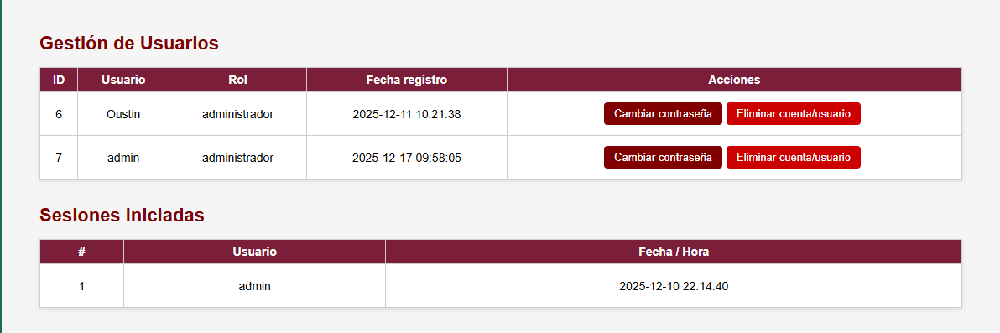 Gestión de Usuarios
ID Usuario Rol Fecha registro Acciones
6 Oustin administrador 2025-12-11 10:21:38 Cambiar contraseña Eliminar cuenta/usuario
7 admin administrador 2025-12-17 09:58:05 Cambiar contraseña Eliminar cuenta/usuario
Sesiones Iniciadas
# Usuario Fecha / Hora
1 admin 2025-12-10 22:14:40